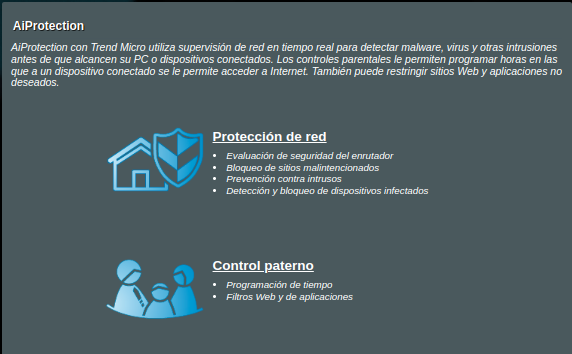 AiProtection
AiProtection con Trend Micro utiliza supervisión de red en tiempo real para detectar malware, virus y otras intrusiones
antes de que alcancen su PC o dispositivos conectados. Los controles parentales le permiten programar horas en las
que a un dispositivo conectado se le permite acceder a Internet. También puede restringir sitios Web y aplicaciones no
deseados.
Protección de red
• Evaluación de seguridad del enrutador
• Bloqueo de sitios malintencionados
• Prevención contra intrusos
• Detección y bloqueo de dispositivos infectados
Control paterno
• Programación de tiempo
• Filtros Web y de aplicaciones